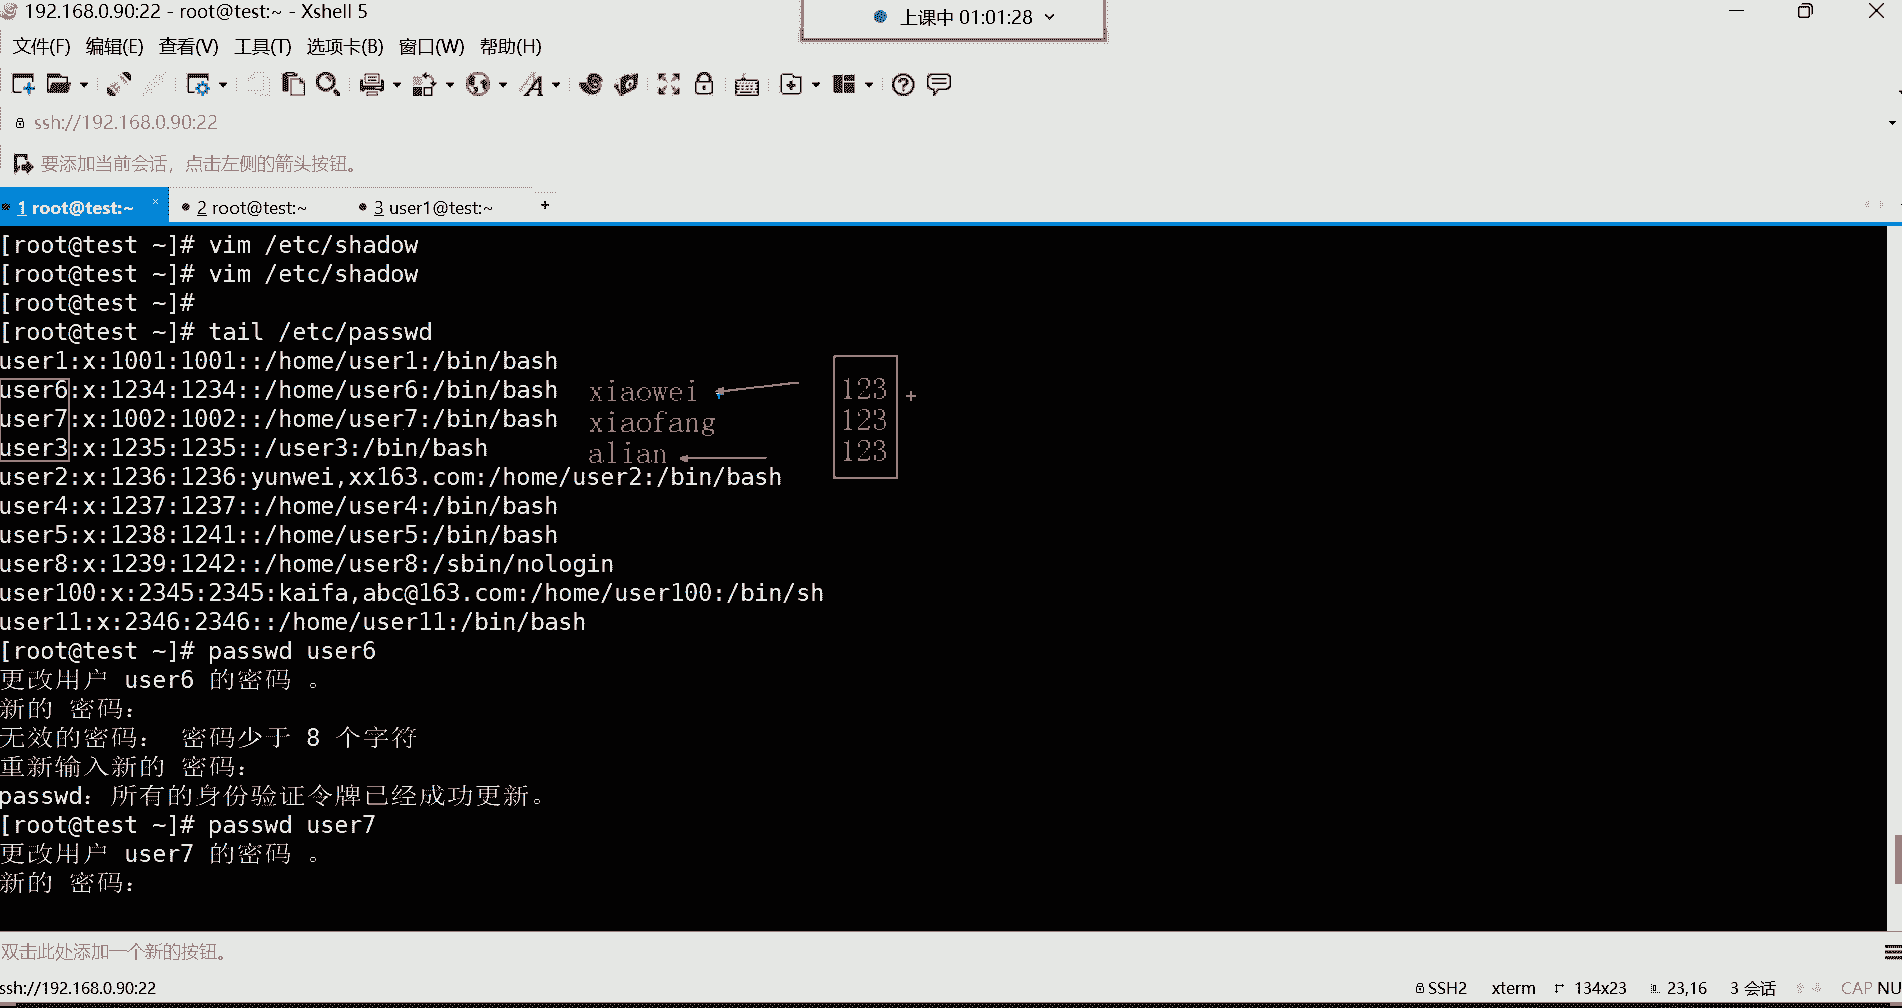 192.168.0.90:22 - root@test:~ - Xshell 5
上课中 01:01:28
文件(F) 编辑(E) 查看(V) 工具(T) 选项卡(B) 窗口(W) 帮助(H)
ssh://192.168.0.90:22
要添加当前会话，点击左侧的箭头按钮。
1 root@test:~ × 2 root@test:~ 3 user1@test:~ +
[root@test ~]# vim /etc/shadow
[root@test ~]# vim /etc/shadow
[root@test ~]#
[root@test ~]# tail /etc/passwd
user1:x:1001:1001::/home/user1:/bin/bash
user6:x:1234:1234::/home/user6:/bin/bash xiaowei 123
user7:x:1002:1002::/home/user7:/bin/bash xiaofang 123
user3:x:1235:1235::/user3:/bin/bash alian 123
user2:x:1236:1236:yunwei,xx163.com:/home/user2:/bin/bash
user4:x:1237:1237::/home/user4:/bin/bash
user5:x:1238:1241::/home/user5:/bin/bash
user8:x:1239:1242::/home/user8:/sbin/nologin
user100:x:2345:2345:kaifa,abc@163.com:/home/user100:/bin/sh
user11:x:2346:2346::/home/user11:/bin/bash
[root@test ~]# passwd user6
更改用户 user6 的密码 。
新的 密码：
无效的密码： 密码少于 8 个字符
重新输入新的 密码：
passwd：所有的身份验证令牌已经成功更新。
[root@test ~]# passwd user7
更改用户 user7 的密码 。
新的 密码：
双击此处添加一个新的按钮。
ssh://192.168.0.90:22 SSH2 xterm 134x23 23,16 3 会话 CAP NU